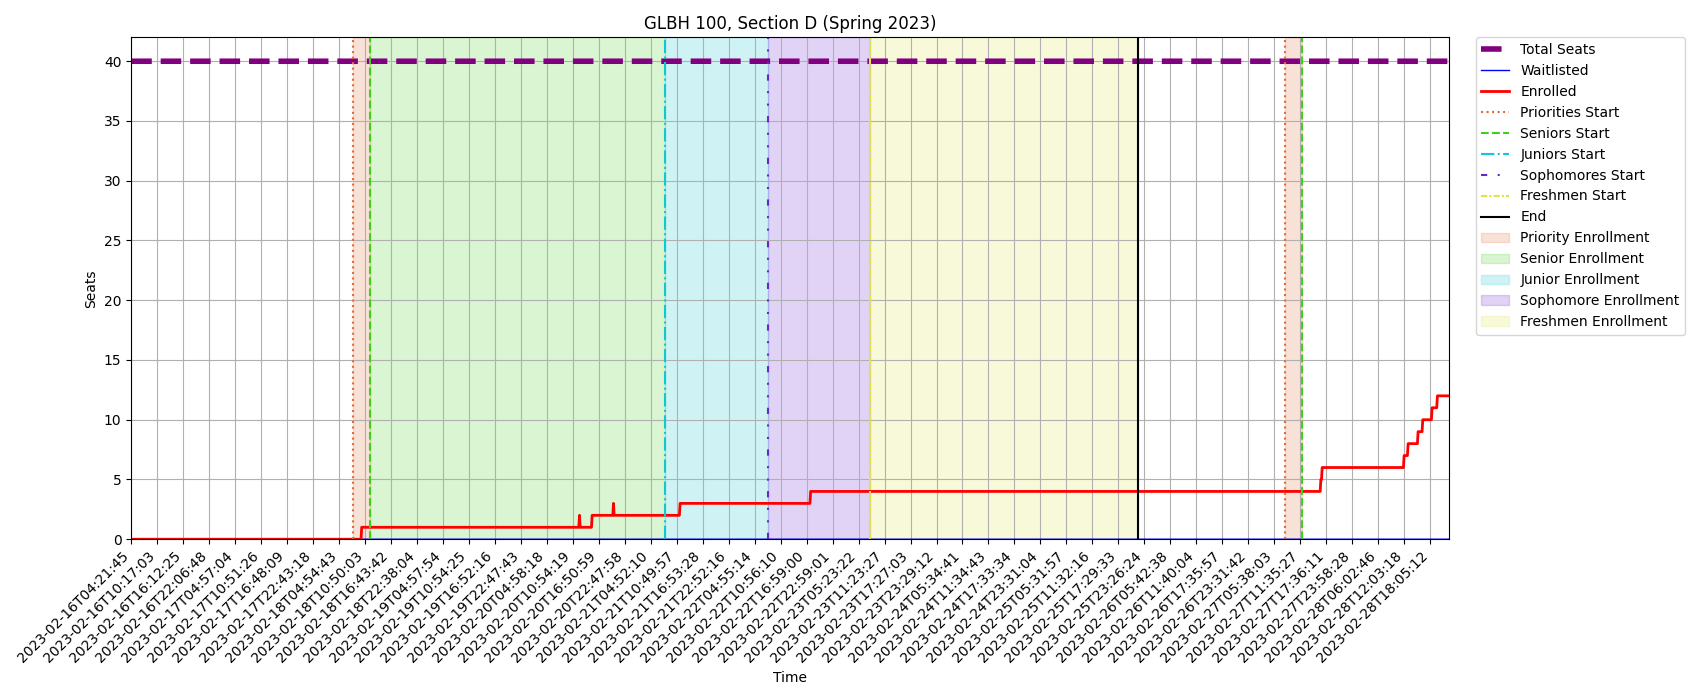 GLBH 100, Section D (Spring 2023)
Seats
40
35
30
25
20
15
10
5
0
2023-02-16T04:21:45
2023-02-16T10:17:03
2023-02-16T16:12:25
2023-02-16T22:06:48
2023-02-17T04:57:04
2023-02-17T10:51:26
2023-02-17T16:48:09
2023-02-17T22:43:18
2023-02-18T04:54:43
2023-02-18T10:50:03
2023-02-18T16:43:42
2023-02-18T22:38:04
2023-02-19T04:57:54
2023-02-19T10:54:25
2023-02-19T16:52:16
2023-02-19T22:47:43
2023-02-20T04:58:18
2023-02-20T10:54:19
2023-02-20T16:50:59
2023-02-20T22:47:58
2023-02-21T04:52:10
2023-02-21T10:49:57
2023-02-21T16:53:28
2023-02-21T22:52:16
2023-02-22T04:55:14
2023-02-22T10:56:10
2023-02-22T16:59:00
2023-02-22T22:59:01
2023-02-23T05:23:22
2023-02-23T11:23:27
2023-02-23T17:27:03
2023-02-23T23:29:12
2023-02-24T05:34:41
2023-02-24T11:34:43
2023-02-24T17:33:34
2023-02-24T23:31:04
2023-02-25T05:31:57
2023-02-25T11:32:16
2023-02-25T17:29:33
2023-02-25T23:26:24
2023-02-26T05:42:38
2023-02-26T11:40:04
2023-02-26T17:35:57
2023-02-26T23:31:42
2023-02-27T05:38:03
2023-02-27T11:35:27
2023-02-27T17:36:11
2023-02-27T23:58:28
2023-02-28T06:02:46
2023-02-28T12:03:18
2023-02-28T18:05:12
Time
Total Seats
Waitlisted
Enrolled
Priorities Start
Seniors Start
Juniors Start
Sophomores Start
Freshmen Start
End
Priority Enrollment
Senior Enrollment
Junior Enrollment
Sophomore Enrollment
Freshmen Enrollment